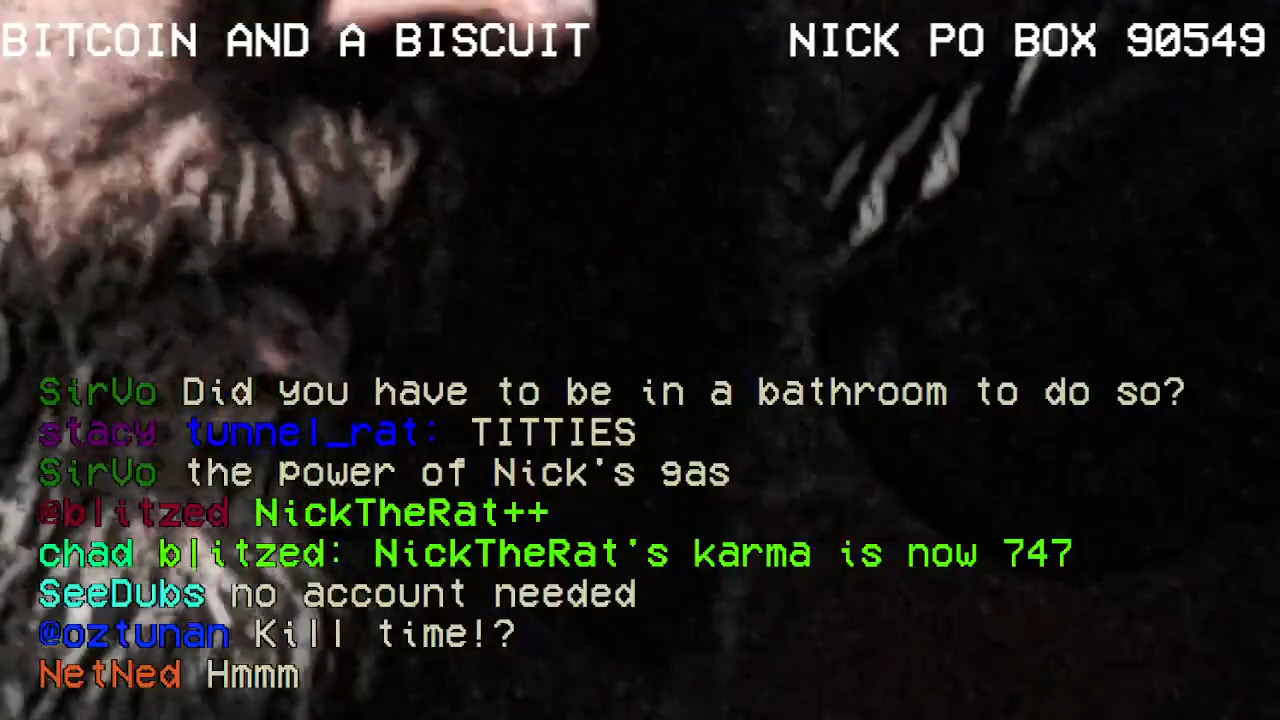 BITCOIN AND A BISCUIT NICK PO BOX 90549
SirVo Did you have to be in a bathroom to do so?
stacy tunnel_rat: TITTIES
SirVo the power of Nick's gas
@blitzed NickTheRat++
chad blitzed: NickTheRat's karma is now 747
SeeDubs no account needed
@oztunan Kill time!?
NetNed Hmmm